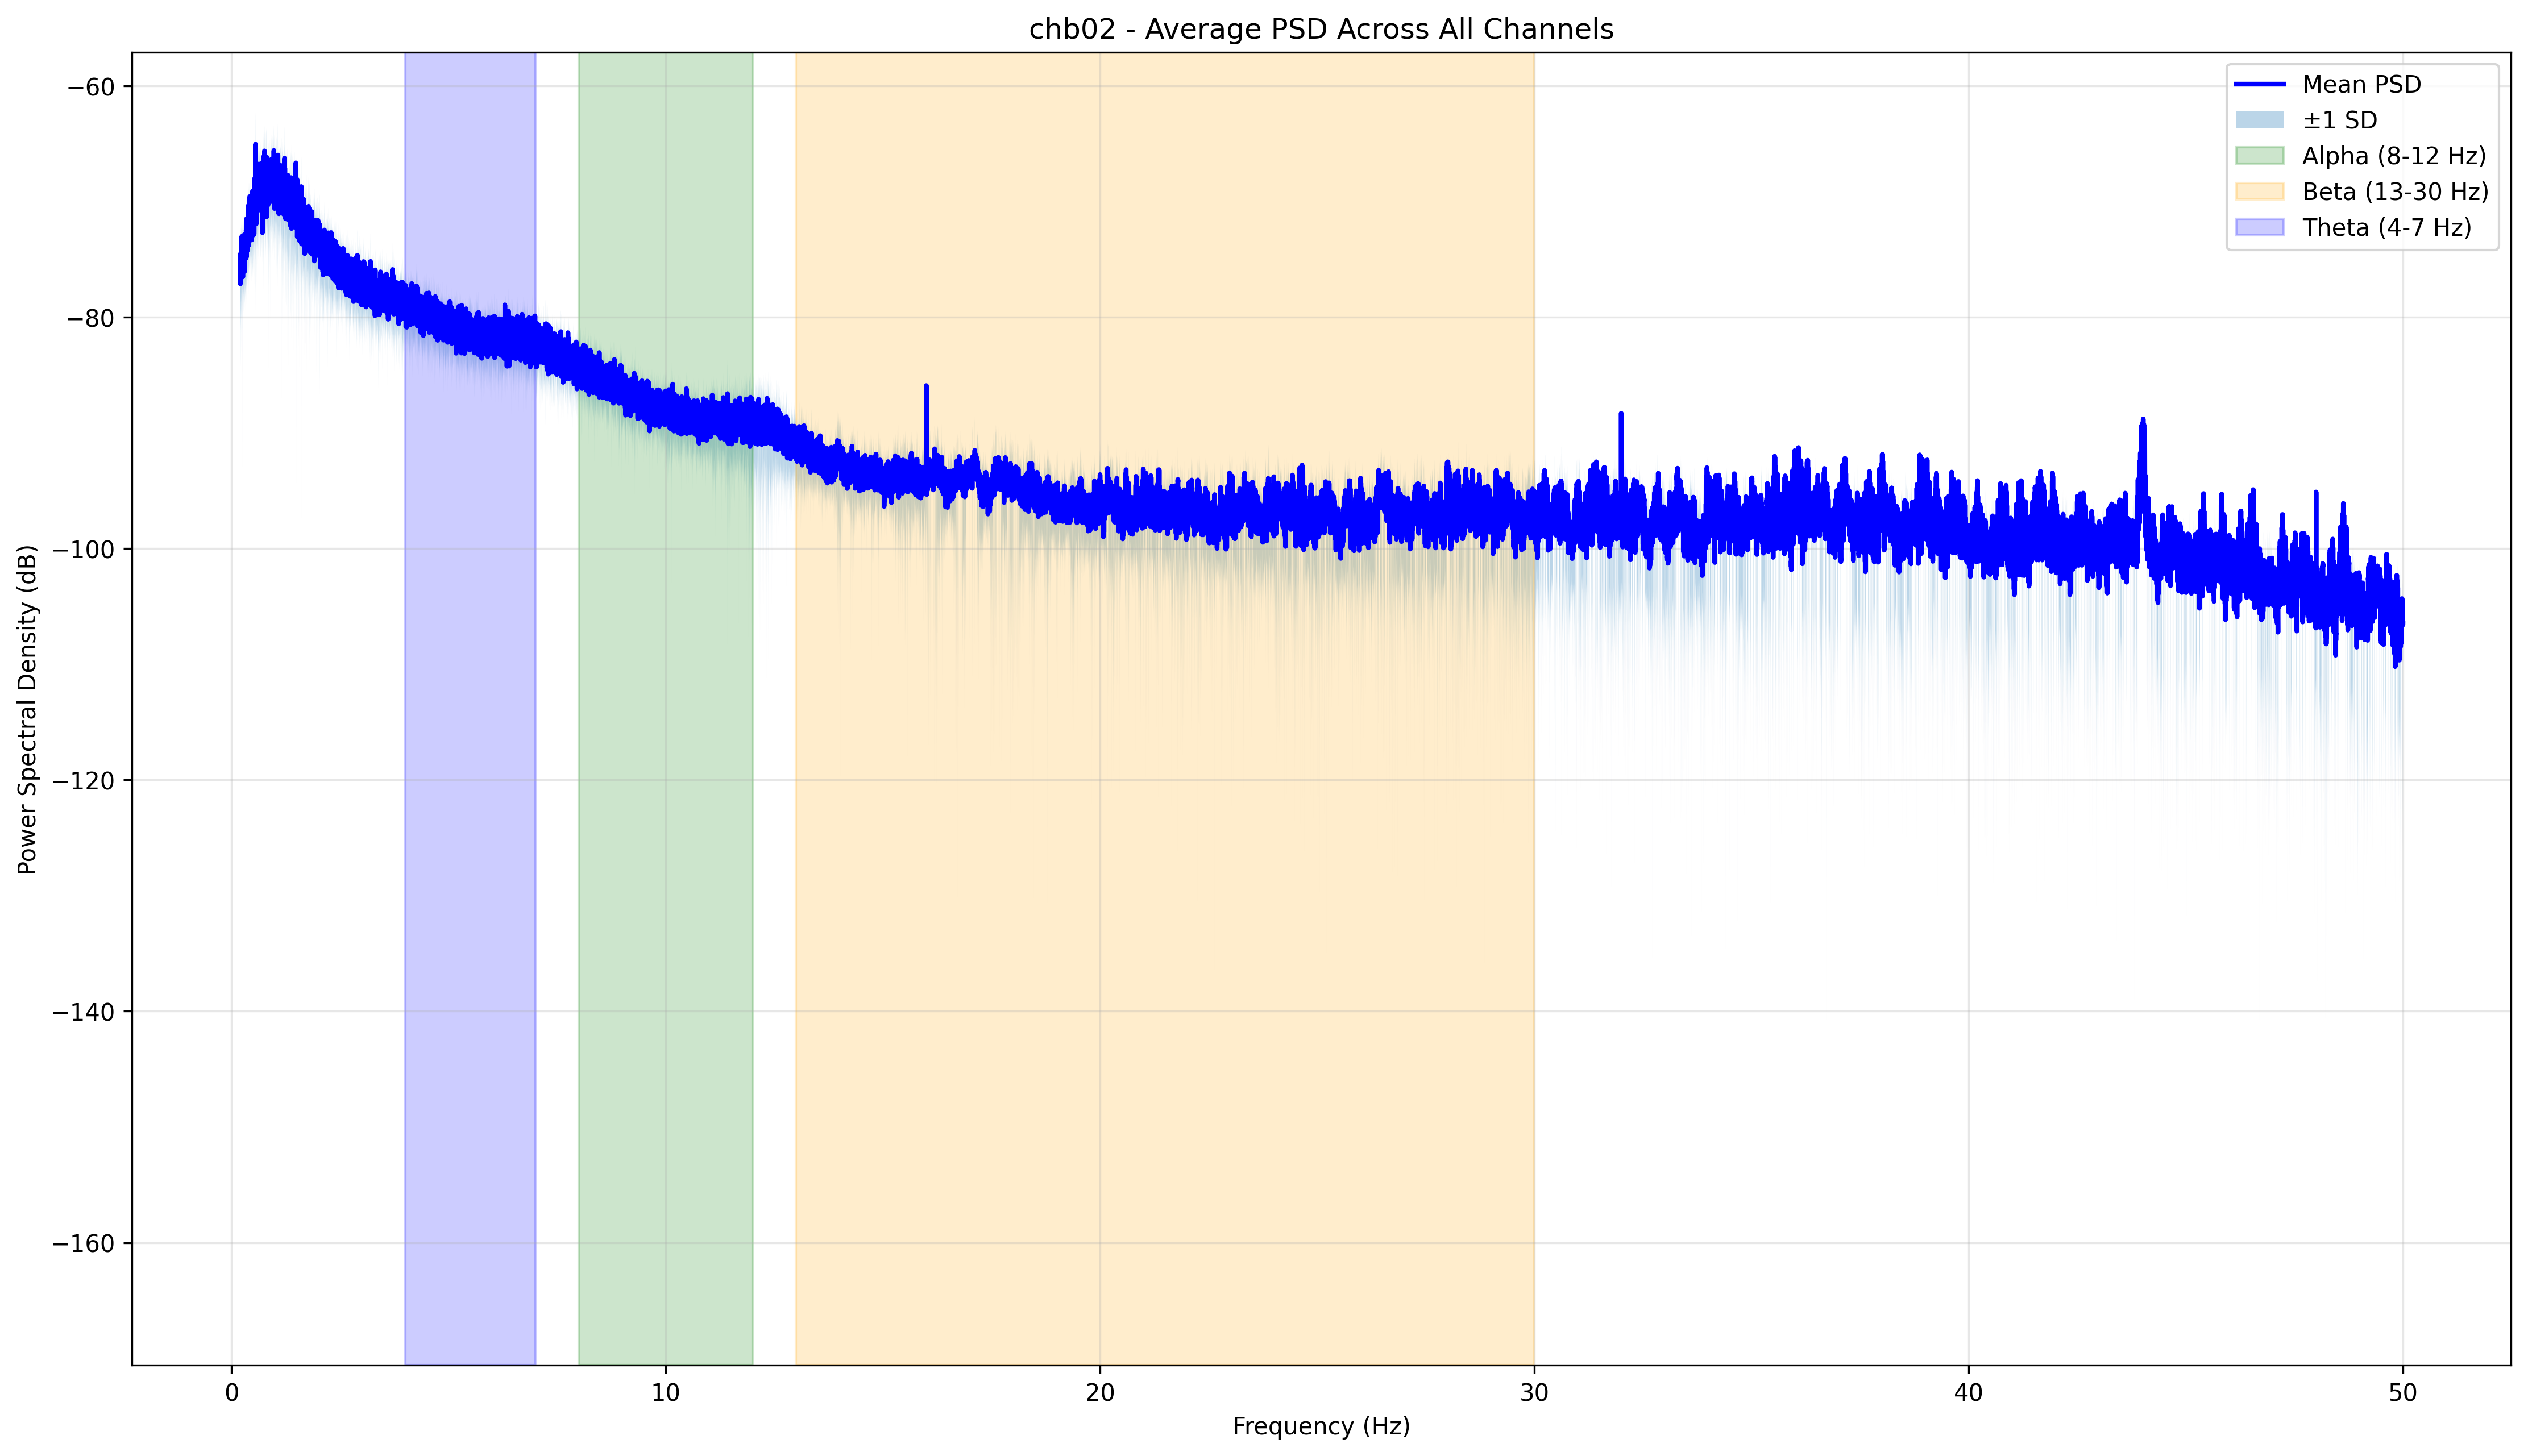 chb02 - Average PSD Across All Channels
Mean PSD
±1 SD
Alpha (8-12 Hz)
Beta (13-30 Hz)
Theta (4-7 Hz)
Power Spectral Density (dB)
−60
−80
−100
−120
−140
−160
0
10
20
30
40
50
Frequency (Hz)